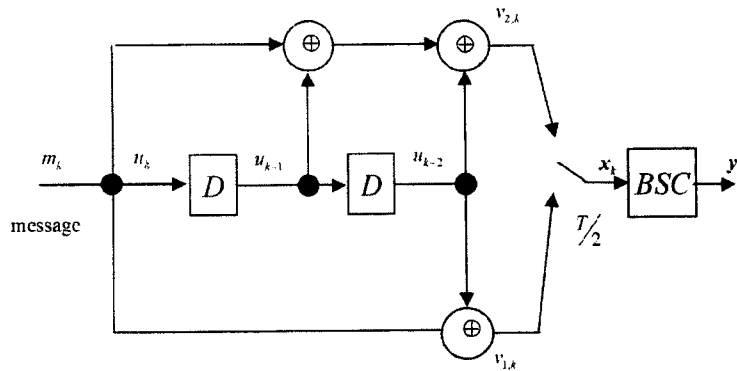 v₂,ₖ
⊕
⊕
mₖ
uₖ
uₖ₋₁
uₖ₋₂
D
D
xₖ
BSC
y
message
T/2
⊕
v₁,ₖ